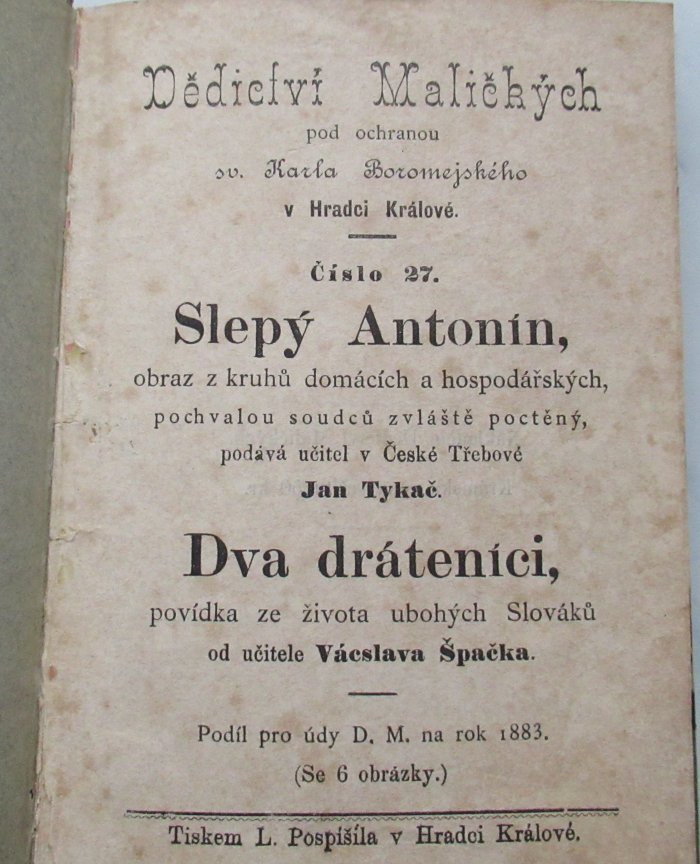 Dědictví Maličkých
pod ochranou
sv. Karla Boromejského
v Hradci Králové.
Číslo 27.
Slepý Antonín,
obraz z kruhů domácích a hospodářských,
pochvalou soudců zvláště poctěný,
podává učitel v České Třebové
Jan Tykač.
Dva dráteníci,
povídka ze života ubohých Slováků
od učitele Vácslava Špačka.
Podíl pro údy D. M. na rok 1883.
(Se 6 obrázky.)
Tiskem L. Pospíšila v Hradci Králové.